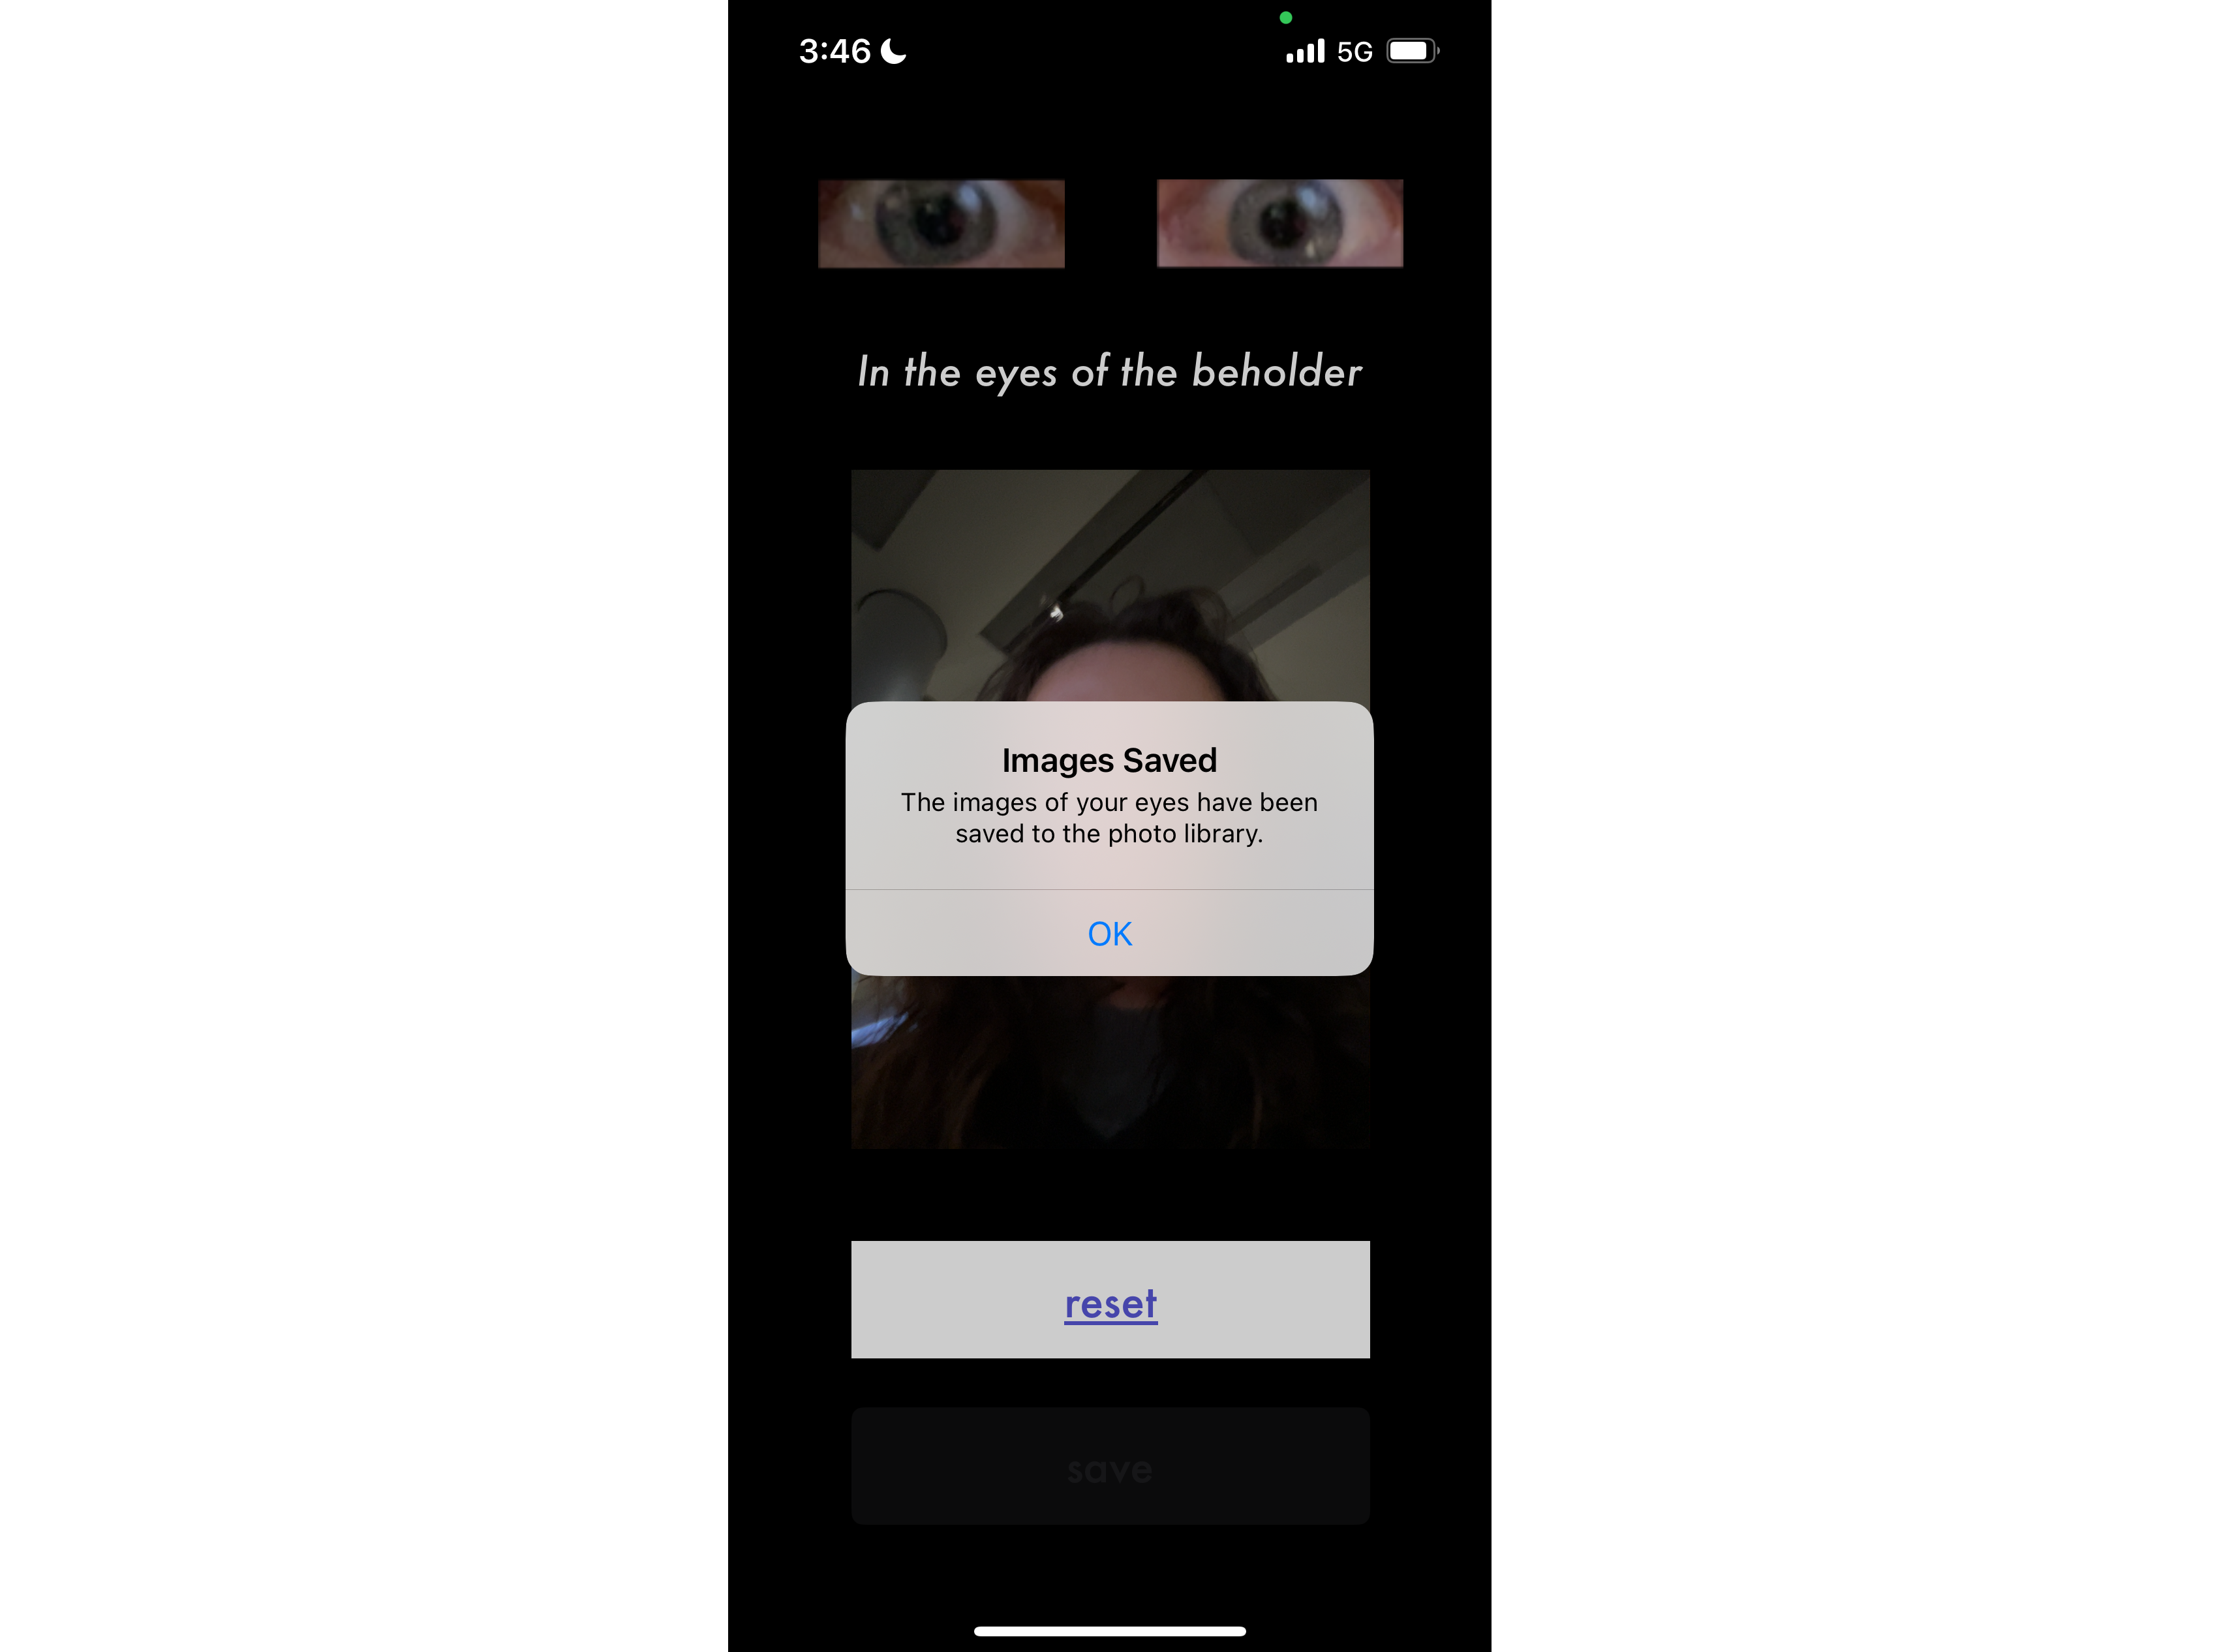 3:46
5G
In the eyes of the beholder
Images Saved
The images of your eyes have been
saved to the photo library.
OK
reset
save